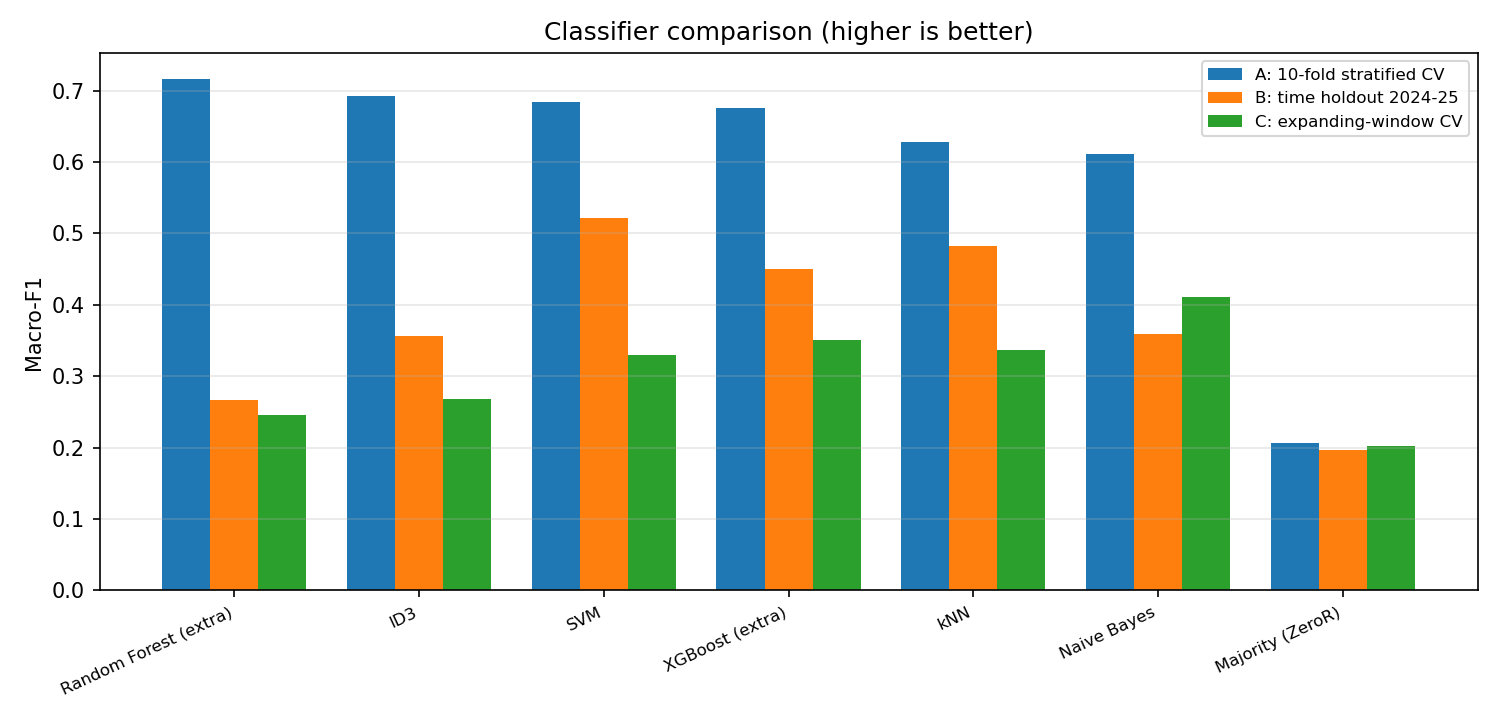 Classifier comparison (higher is better)
A: 10-fold stratified CV
B: time holdout 2024-25
C: expanding-window CV
Macro-F1
0.7
0.6
0.5
0.4
0.3
0.2
0.1
0.0
Random Forest (extra)
ID3
SVM
XGBoost (extra)
kNN
Naive Bayes
Majority (ZeroR)